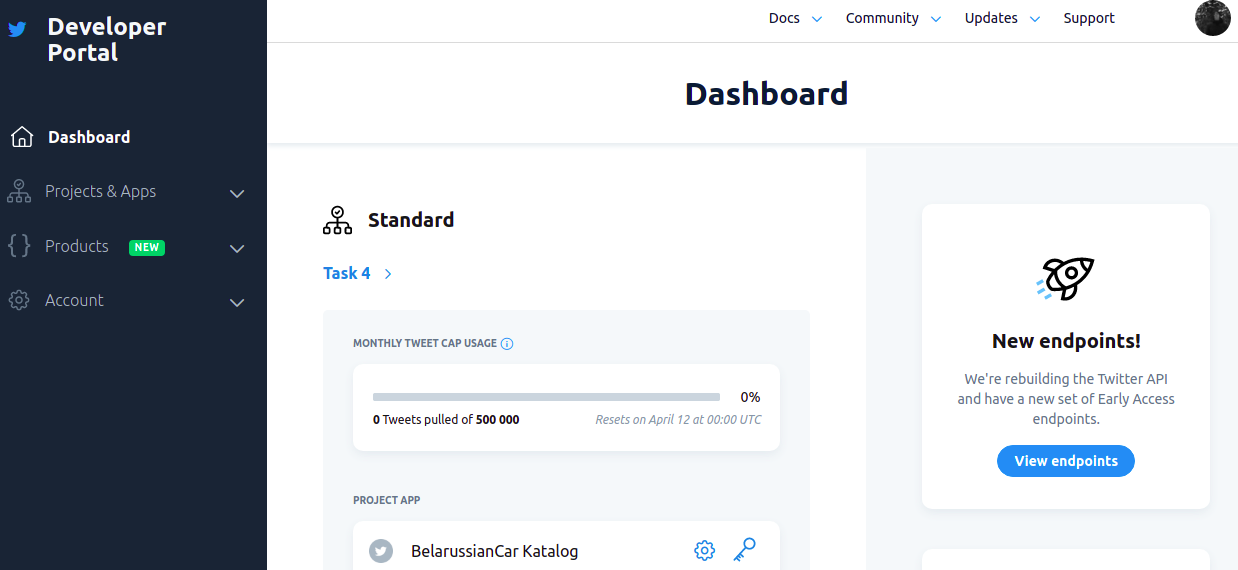 Developer
Portal
Dashboard
Projects & Apps
Products NEW
Account
Docs Community Updates Support
Dashboard
Standard
Task 4
MONTHLY TWEET CAP USAGE
0%
0 Tweets pulled of 500 000 Resets on April 12 at 00:00 UTC
PROJECT APP
BelarussianCar Katalog
New endpoints!
We're rebuilding the Twitter API
and have a new set of Early Access
endpoints.
View endpoints